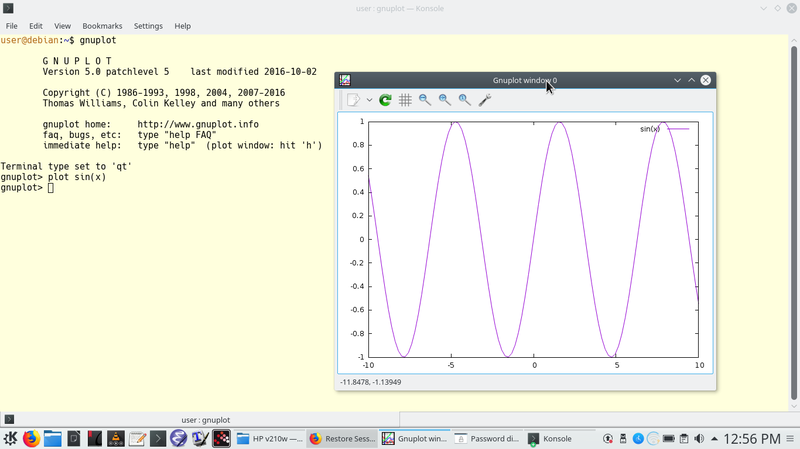 user : gnuplot — Konsole
File Edit View Bookmarks Settings Help
user@debian:~$ gnuplot
G N U P L O T
Version 5.0 patchlevel 5    last modified 2016-10-02
Copyright (C) 1986-1993, 1998, 2004, 2007-2016
Thomas Williams, Colin Kelley and many others
gnuplot home:     http://www.gnuplot.info
faq, bugs, etc:   type "help FAQ"
immediate help:   type "help"  (plot window: hit 'h')
Terminal type set to 'qt'
gnuplot> plot sin(x)
gnuplot>
Gnuplot window 0
sin(x)
1
0.8
0.6
0.4
0.2
0
-0.2
-0.4
-0.6
-0.8
-1
-10 -5 0 5 10
-11.8478, -1.13949
user : gnuplot
HP v210w —... Restore Sess... Gnuplot win... Password di... Konsole 12:56 PM